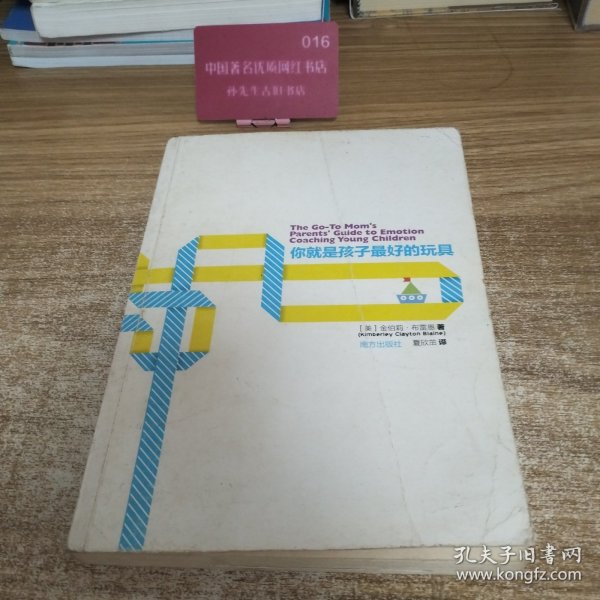 016
中国著名优质网红书店
孙先生古旧书店
The Go-To Mom's
Parents' Guide to Emotion
Coaching Young Children
你就是孩子最好的玩具
[美] 金伯莉·布雷恩 著
(Kimberley Clayton Blaine)
南方出版社 夏欣茁 译
孔夫子旧书网
www.kongfz.com